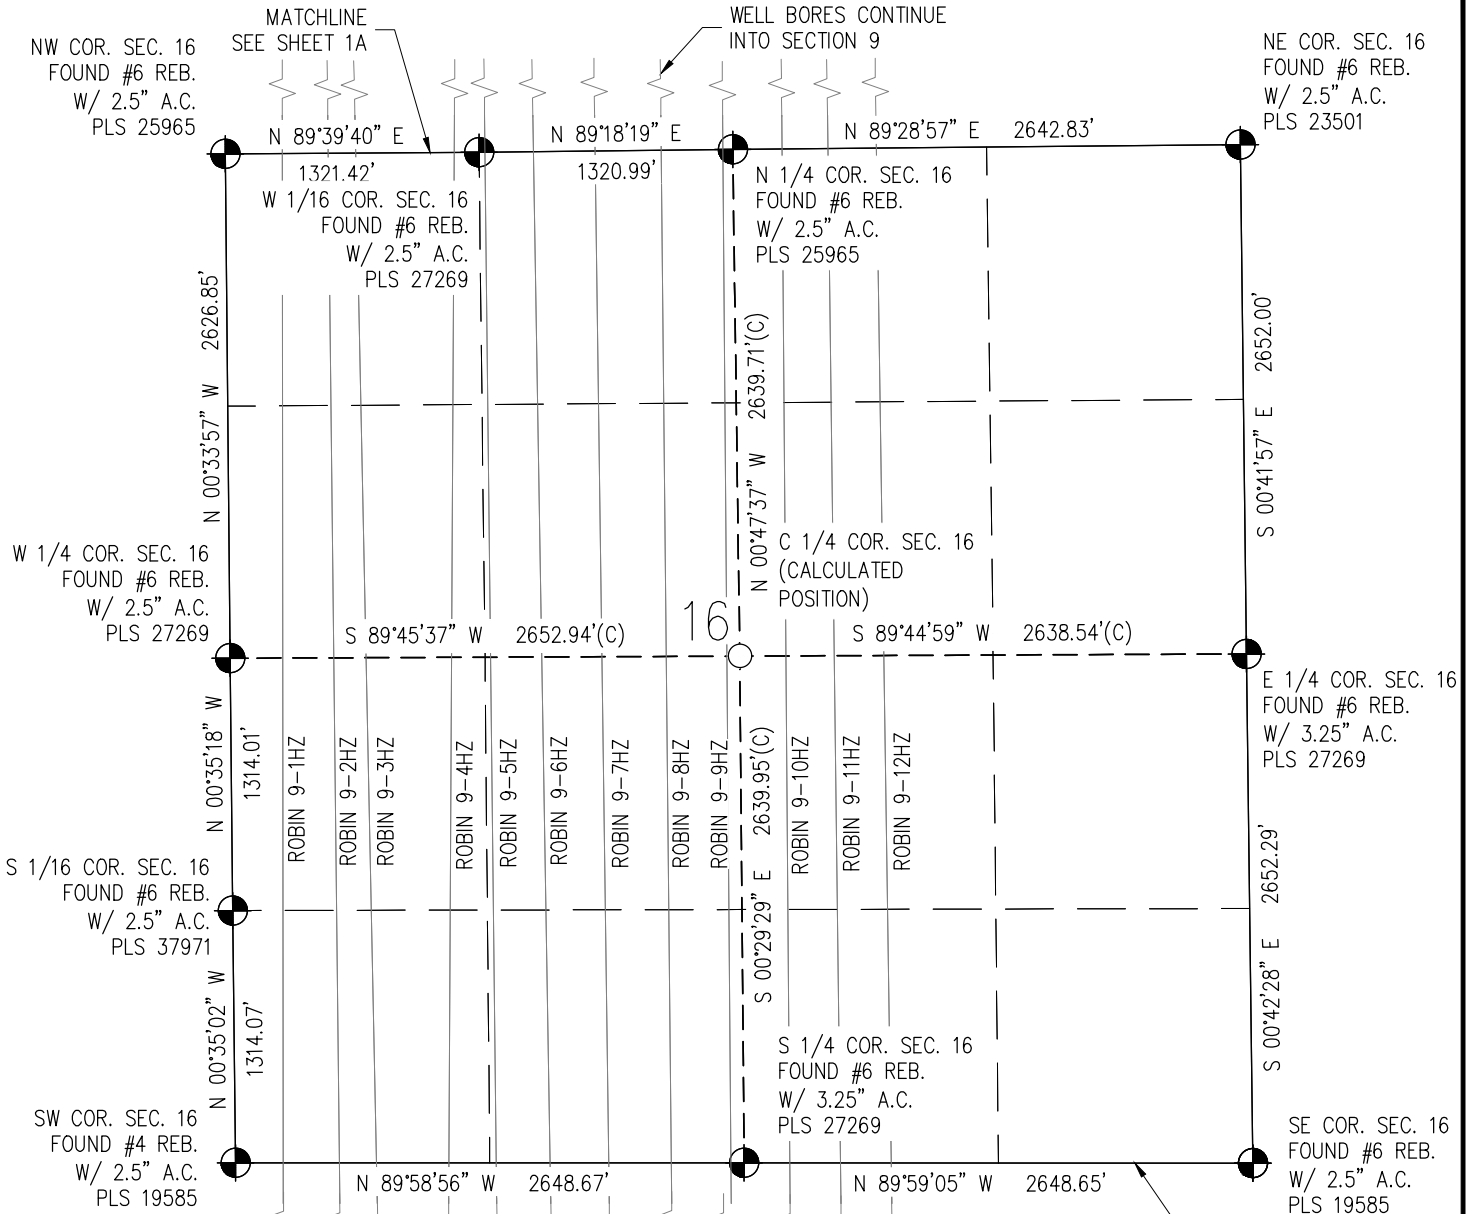 MATCHLINE
SEE SHEET 1A
WELL BORES CONTINUE
INTO SECTION 9
NW COR. SEC. 16
FOUND #6 REB.
W/ 2.5" A.C.
PLS 25965
NE COR. SEC. 16
FOUND #6 REB.
W/ 2.5" A.C.
PLS 23501
N 89°39'40" E
1321.42'
N 89°18'19" E
1320.99'
N 89°28'57" E 2642.83'
W 1/16 COR. SEC. 16
FOUND #6 REB.
W/ 2.5" A.C.
PLS 27269
N 1/4 COR. SEC. 16
FOUND #6 REB.
W/ 2.5" A.C.
PLS 25965
N 00°33'57" W 2626.85'
N 00°47'37" W 2639.71'(C)
S 00°41'57" E 2652.00'
W 1/4 COR. SEC. 16
FOUND #6 REB.
W/ 2.5" A.C.
PLS 27269
C 1/4 COR. SEC. 16
(CALCULATED
POSITION)
S 89°45'37" W 2652.94'(C)
16
S 89°44'59" W 2638.54'(C)
E 1/4 COR. SEC. 16
FOUND #6 REB.
W/ 3.25" A.C.
PLS 27269
N 00°35'18" W
1314.01'
ROBIN 9-1HZ
ROBIN 9-2HZ
ROBIN 9-3HZ
ROBIN 9-4HZ
ROBIN 9-5HZ
ROBIN 9-6HZ
ROBIN 9-7HZ
ROBIN 9-8HZ
ROBIN 9-9HZ
S 00°29'29" E 2639.95'(C)
ROBIN 9-10HZ
ROBIN 9-11HZ
ROBIN 9-12HZ
S 00°42'28" E 2652.29'
S 1/16 COR. SEC. 16
FOUND #6 REB.
W/ 2.5" A.C.
PLS 37971
N 00°35'02" W
1314.07'
S 1/4 COR. SEC. 16
FOUND #6 REB.
W/ 3.25" A.C.
PLS 27269
SW COR. SEC. 16
FOUND #4 REB.
W/ 2.5" A.C.
PLS 19585
N 89°58'56" W 2648.67'
N 89°59'05" W 2648.65'
SE COR. SEC. 16
FOUND #6 REB.
W/ 2.5" A.C.
PLS 19585